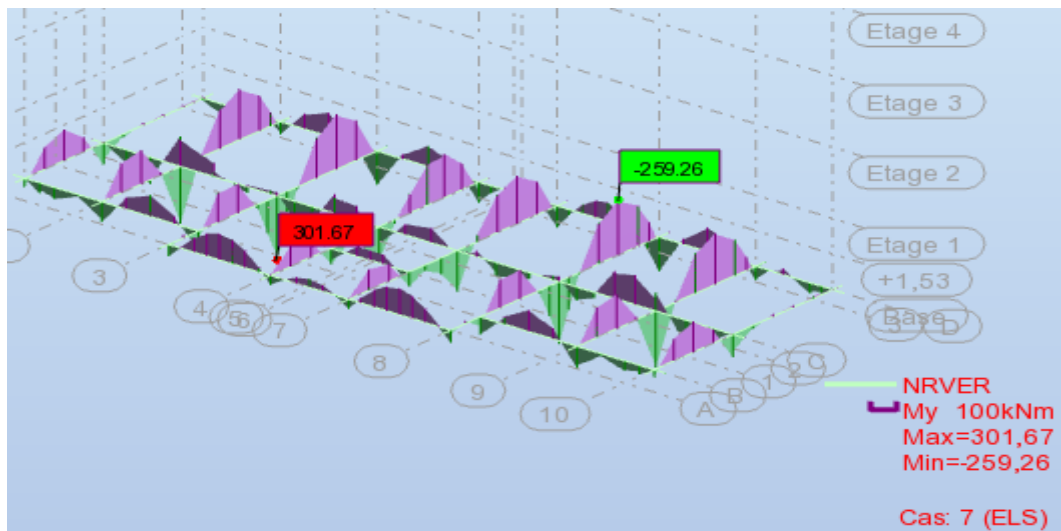 Etage 4
Etage 3
Etage 2
-259.26
301.67
Etage 1
+1,53
Base
3
D
3
4
5
6
7
8
9
10
A
B
1
2
C
NRVER
My 100kNm
Max=301,67
Min=-259,26
Cas: 7 (ELS)